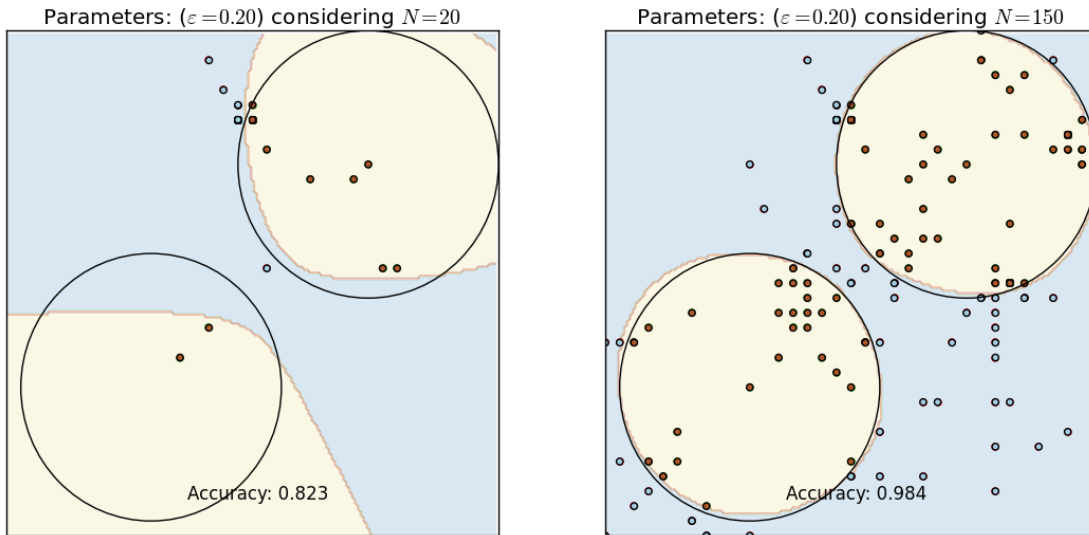 Parameters: (ε=0.20) considering N=20
Accuracy: 0.823
Parameters: (ε=0.20) considering N=150
Accuracy: 0.984